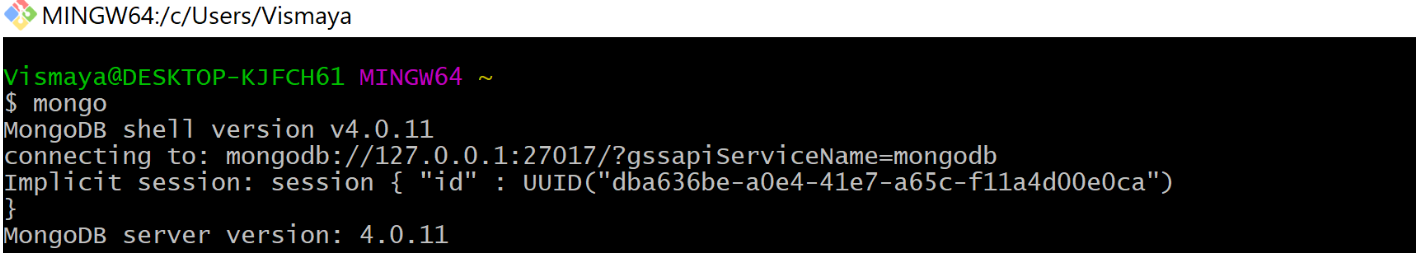 MINGW64:/c/Users/Vismaya
Vismaya@DESKTOP-KJFCH61 MINGW64 ~
$ mongo
MongoDB shell version v4.0.11
connecting to: mongodb://127.0.0.1:27017/?gssapiServiceName=mongodb
Implicit session: session { "id" : UUID("dba636be-a0e4-41e7-a65c-f11a4d00e0ca")
}
MongoDB server version: 4.0.11